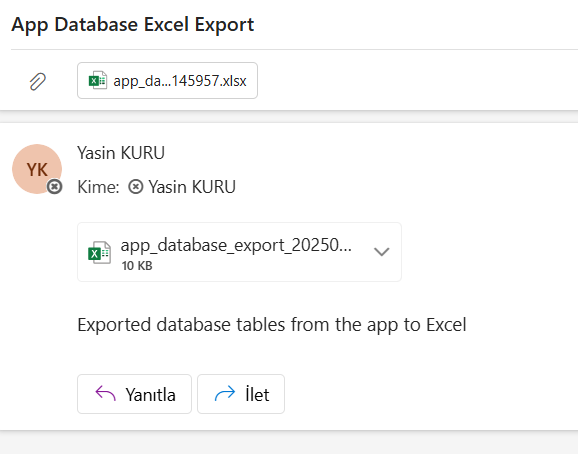 App Database Excel Export
app_da...145957.xlsx
YK
Yasin KURU
Kime: Yasin KURU
app_database_export_20250...
10 KB
Exported database tables from the app to Excel
Yanıtla
İlet